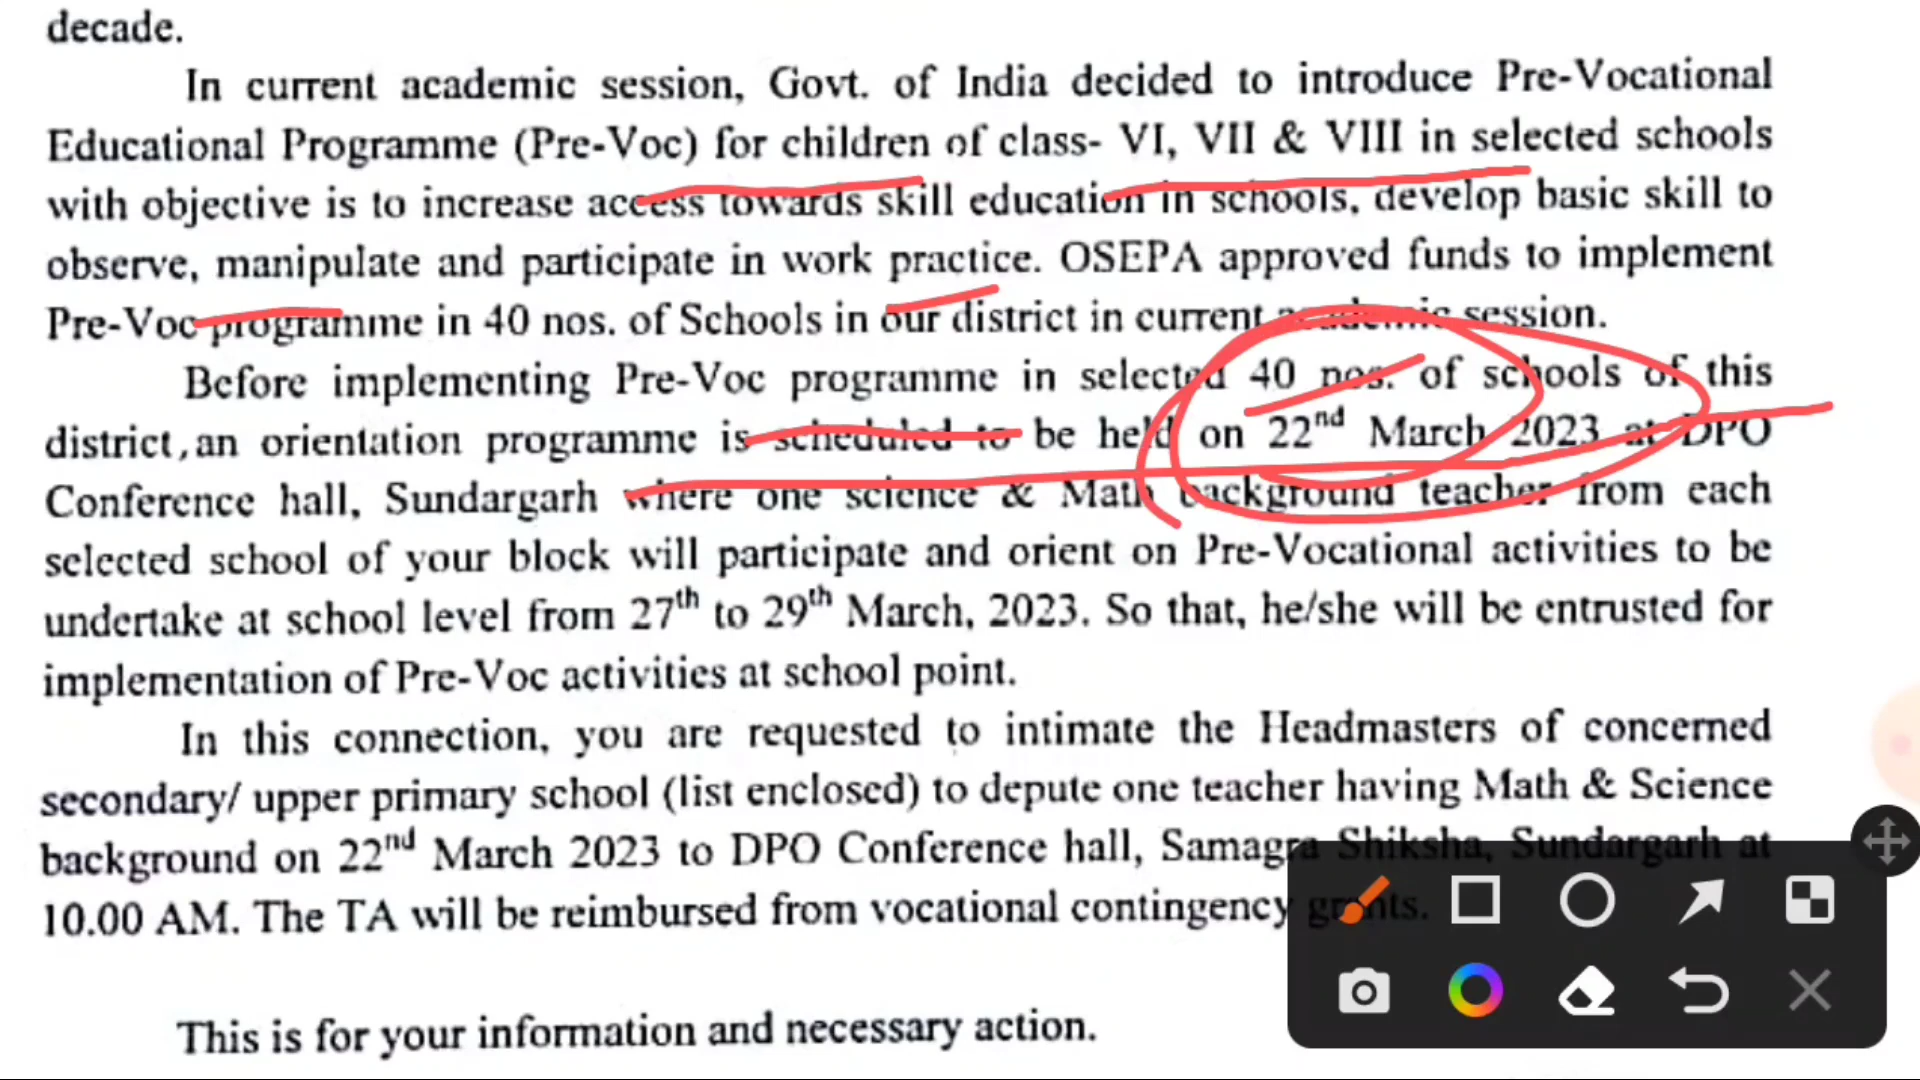 decade.
In current academic session, Govt. of India decided to introduce Pre-Vocational
Educational Programme (Pre-Voc) for children of class- VI, VII & VIII in selected schools
with objective is to increase access towards skill education in schools, develop basic skill to
observe, manipulate and participate in work practice. OSEPA approved funds to implement
Pre-Voc programme in 40 nos. of Schools in our district in current academic session.
Before implementing Pre-Voc programme in selected 40 nos. of schools of this
district, an orientation programme is scheduled to be held on 22nd March 2023 at DPO
Conference hall, Sundargarh where one science & Math background teacher from each
selected school of your block will participate and orient on Pre-Vocational activities to be
undertake at school level from 27th to 29th March, 2023. So that, he/she will be entrusted for
implementation of Pre-Voc activities at school point.
In this connection, you are requested to intimate the Headmasters of concerned
secondary/ upper primary school (list enclosed) to depute one teacher having Math & Science
background on 22nd March 2023 to DPO Conference hall, Samagra Shiksha, Sundargarh at
10.00 AM. The TA will be reimbursed from vocational contingency grants.
This is for your information and necessary action.